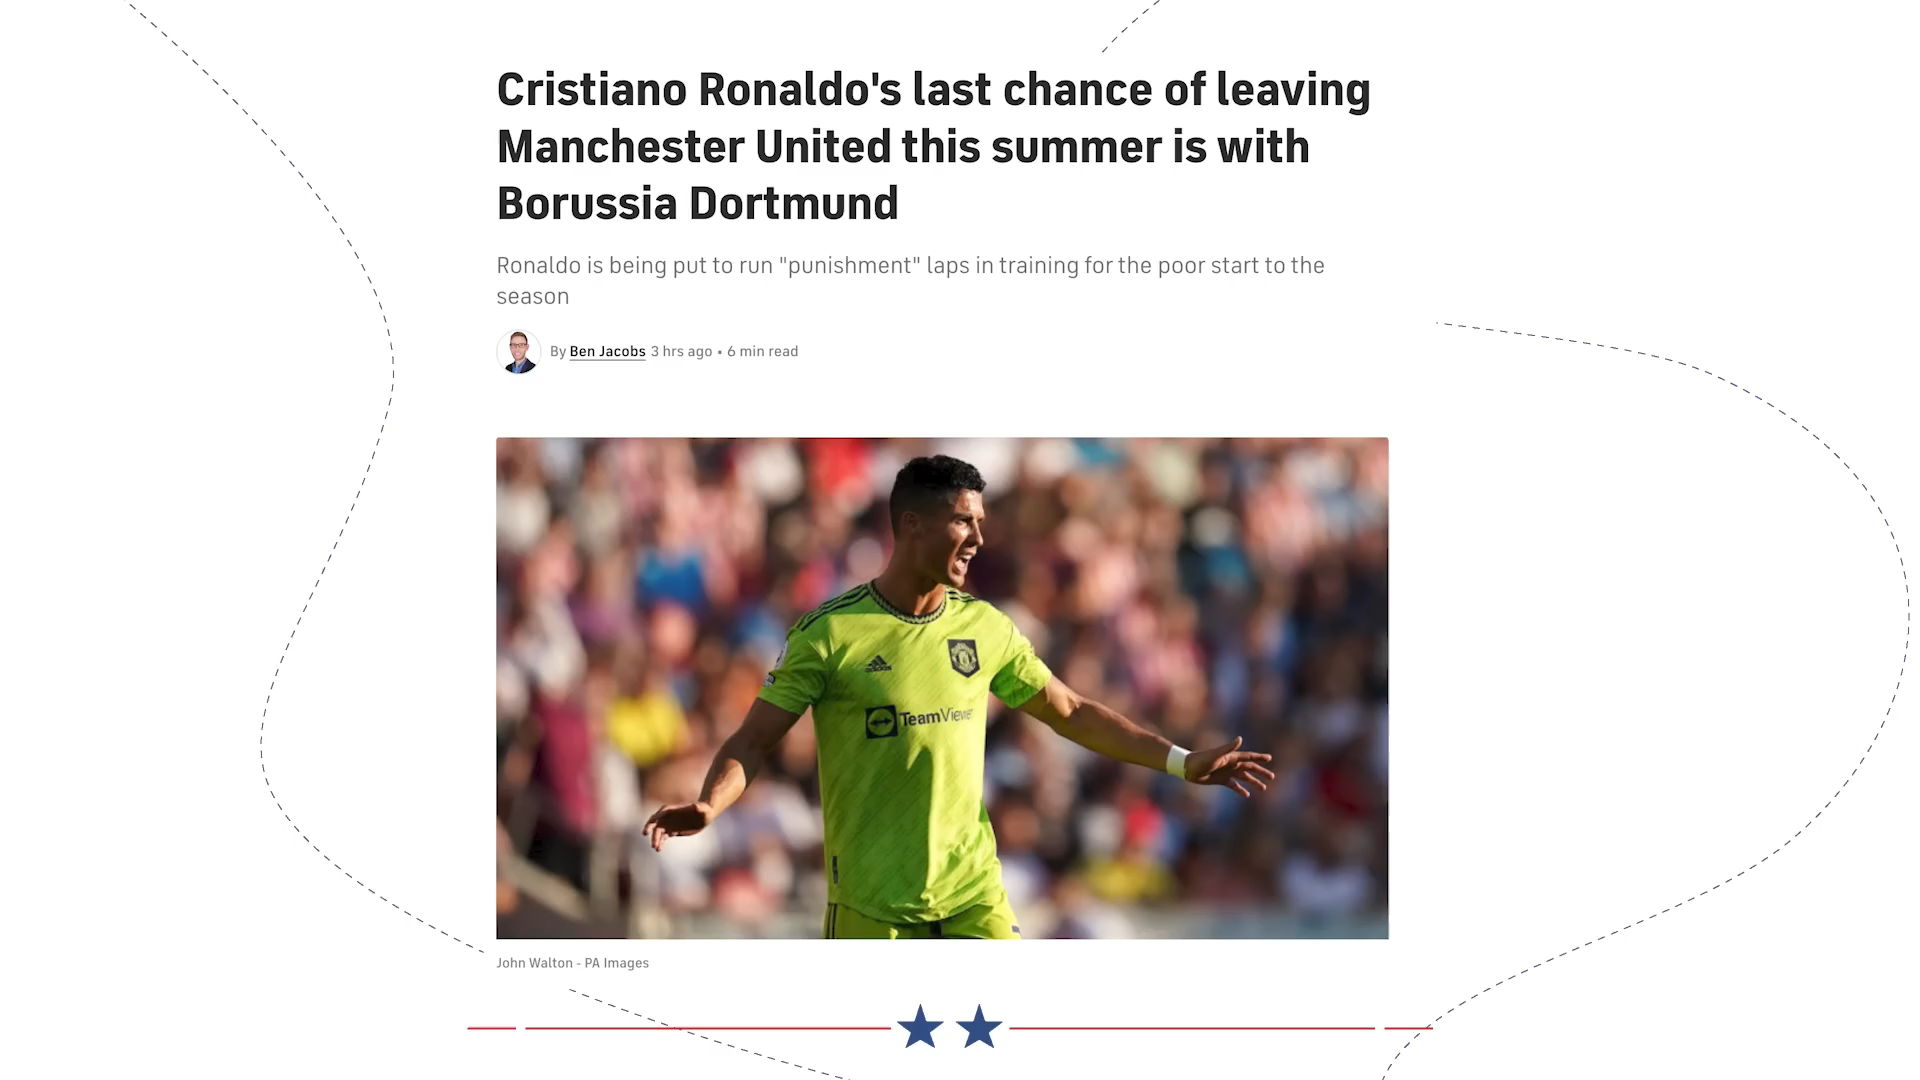 Cristiano Ronaldo's last chance of leaving
Manchester United this summer is with
Borussia Dortmund
Ronaldo is being put to run "punishment" laps in training for the poor start to the
season
By Ben Jacobs 3 hrs ago • 6 min read
adidas
TeamViewer
John Walton - PA Images